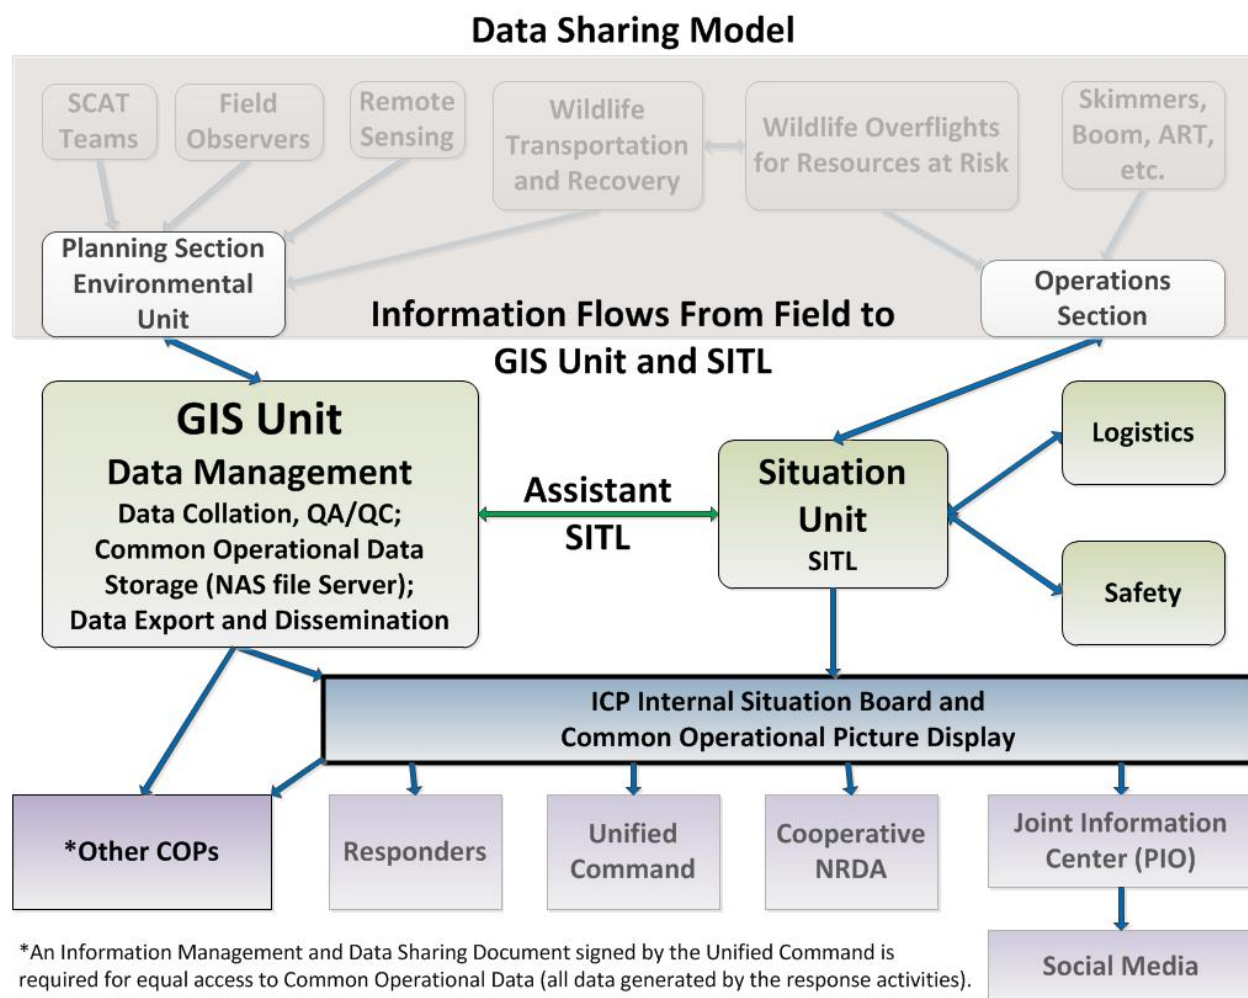 Data Sharing Model
SCAT
Teams
Field
Observers
Remote
Sensing
Wildlife
Transportation
and Recovery
Wildlife Overflights
for Resources at Risk
Skimmers,
Boom, ART,
etc.
Planning Section
Environmental
Unit
Operations
Section
Information Flows From Field to
GIS Unit and SITL
GIS Unit
Data Management
Data Collation, QA/QC;
Common Operational Data
Storage (NAS file Server);
Data Export and Dissemination
Assistant
SITL
Situation
Unit
SITL
Logistics
Safety
ICP Internal Situation Board and
Common Operational Picture Display
*Other COPs
Responders
Unified
Command
Cooperative
NRDA
Joint Information
Center (PIO)
Social Media
*An Information Management and Data Sharing Document signed by the Unified Command is
required for equal access to Common Operational Data (all data generated by the response activities).